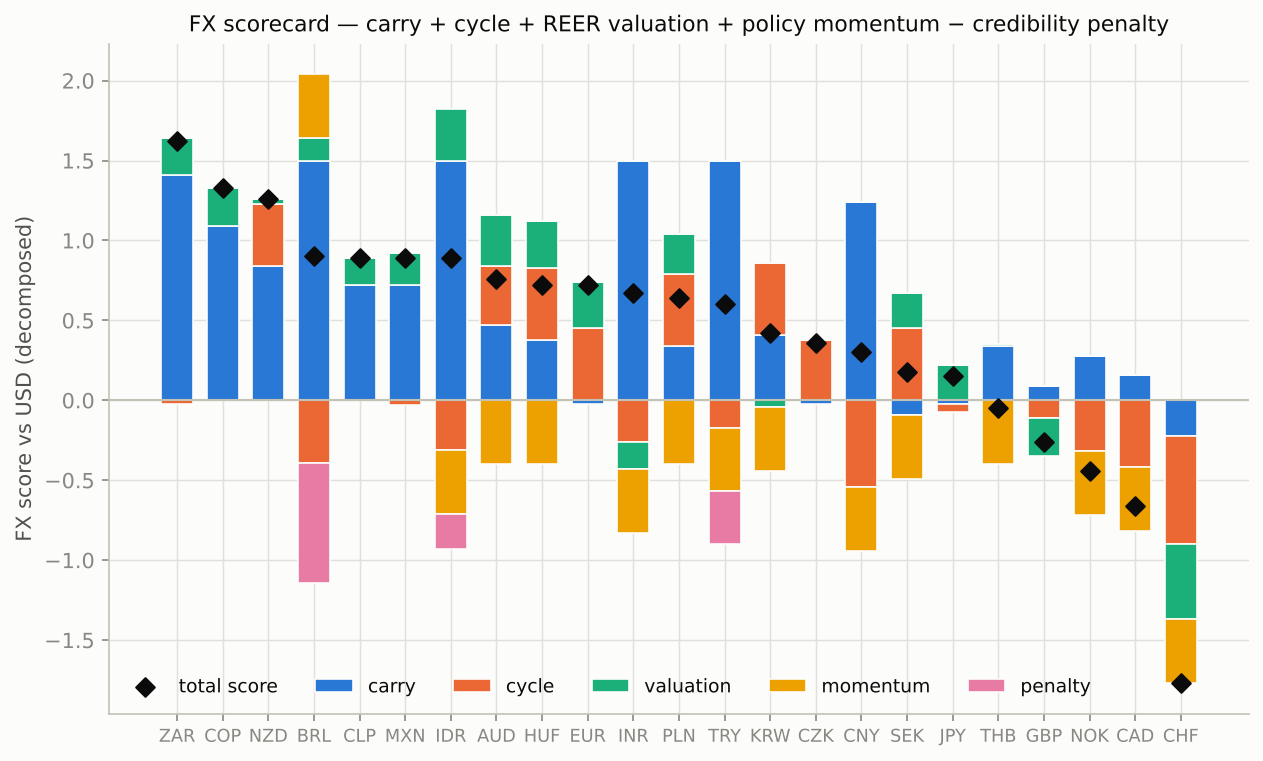 FX scorecard — carry + cycle + REER valuation + policy momentum − credibility penalty
FX score vs USD (decomposed)
2.0
1.5
1.0
0.5
0.0
−0.5
−1.0
−1.5
total score carry cycle valuation momentum penalty
ZAR COP NZD BRL CLP MXN IDR AUD HUF EUR INR PLN TRY KRW CZK CNY SEK JPY THB GBP NOK CAD CHF